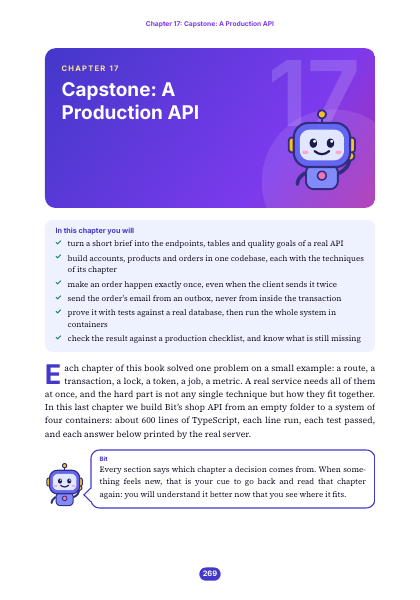 Chapter 17: Capstone: A Production API
CHAPTER 17
17
Capstone: A
Production API
In this chapter you will
✓ turn a short brief into the endpoints, tables and quality goals of a real API
✓ build accounts, products and orders in one codebase, each with the techniques
of its chapter
✓ make an order happen exactly once, even when the client sends it twice
✓ send the order's email from an outbox, never from inside the transaction
✓ prove it with tests against a real database, then run the whole system in
containers
✓ check the result against a production checklist, and know what is still missing
Each chapter of this book solved one problem on a small example: a route, a
transaction, a lock, a token, a job, a metric. A real service needs all of them
at once, and the hard part is not any single technique but how they fit together.
In this last chapter we build Bit's shop API from an empty folder to a system of
four containers: about 600 lines of TypeScript, each line run, each test passed,
and each answer below printed by the real server.
Bit
Every section says which chapter a decision comes from. When some-
thing feels new, that is your cue to go back and read that chapter
again: you will understand it better now that you see where it fits.
269